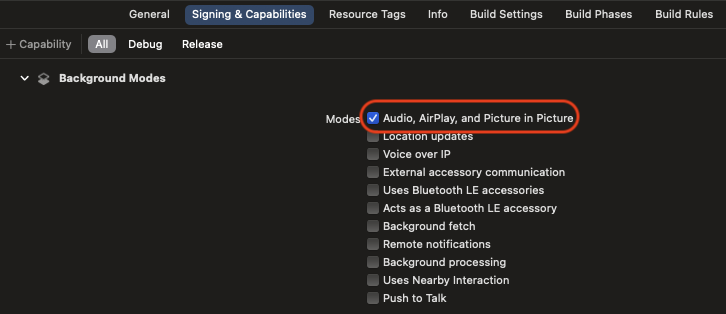 General Signing & Capabilities Resource Tags Info Build Settings Build Phases Build Rules
+ Capability All Debug Release
Background Modes
Modes Audio, AirPlay, and Picture in Picture
Location updates
Voice over IP
External accessory communication
Uses Bluetooth LE accessories
Acts as a Bluetooth LE accessory
Background fetch
Remote notifications
Background processing
Uses Nearby Interaction
Push to Talk